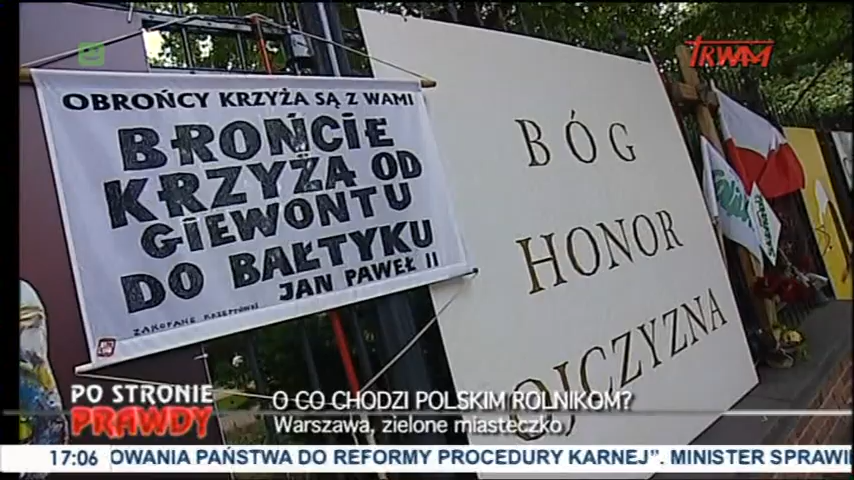 TRWAM
OBROŃCY KRZYŻA SĄ Z WAMI
BROŃCIE
KRZYŻA OD
GIEWONTU
DO BAŁTYKU
JAN PAWEŁ II
ZAKOPANE
BÓG
HONOR
OJCZYZNA
PO STRONIE
PRAWDY
O CO CHODZI POLSKIM ROLNIKOM?
Warszawa, zielone miasteczko
17:06 OWANIA PAŃSTWA DO REFORMY PROCEDURY KARNEJ”. MINISTER SPRAWI